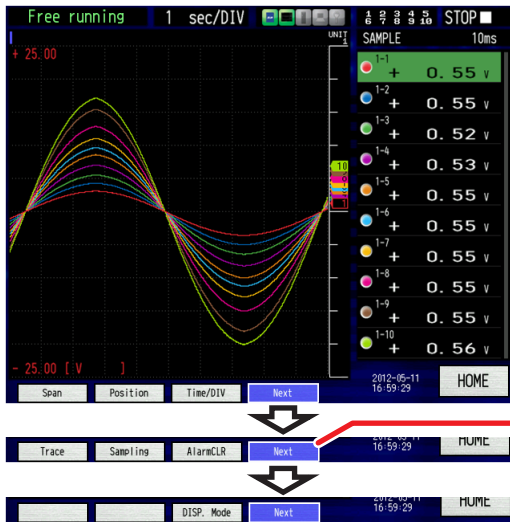 Free running 1 sec/DIV 1 2 3 4 5 STOP
6 7 8 9 10
UNIT
1
SAMPLE 10ms
+ 25.00
1-1
+ 0.55 V
1-2
+ 0.55 V
1-3
+ 0.52 V
1-4
+ 0.53 V
10
1-5
+ 0.55 V
1-6
+ 0.55 V
1-7
+ 0.55 V
1-8
+ 0.55 V
1-9
+ 0.55 V
1-10
+ 0.56 V
- 25.00 [ V ]
2012-05-11
16:59:29
HOME
Span Position Time/DIV Next
Trace Sampling AlarmCLR Next
2012-05-11
16:59:29
HOME
DISP. Mode Next
2012-05-11
16:59:29
HOME